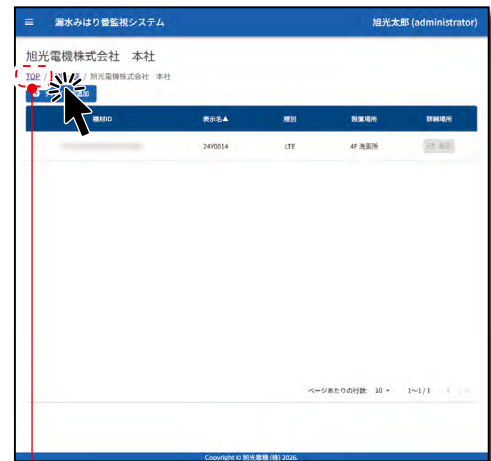 ≡ 漏水みはり番監視システム 旭光太郎 (administrator)
旭光電機株式会社 本社
TOP / / 旭光電機株式会社 本社
機材ID 表示名▲ 種別 設置場所 詳細場所
24Y0014 LTE 4F 洗面所
ページあたりの行数: 10 1~1 / 1
Copyright © 旭光電機 (株) 2026.